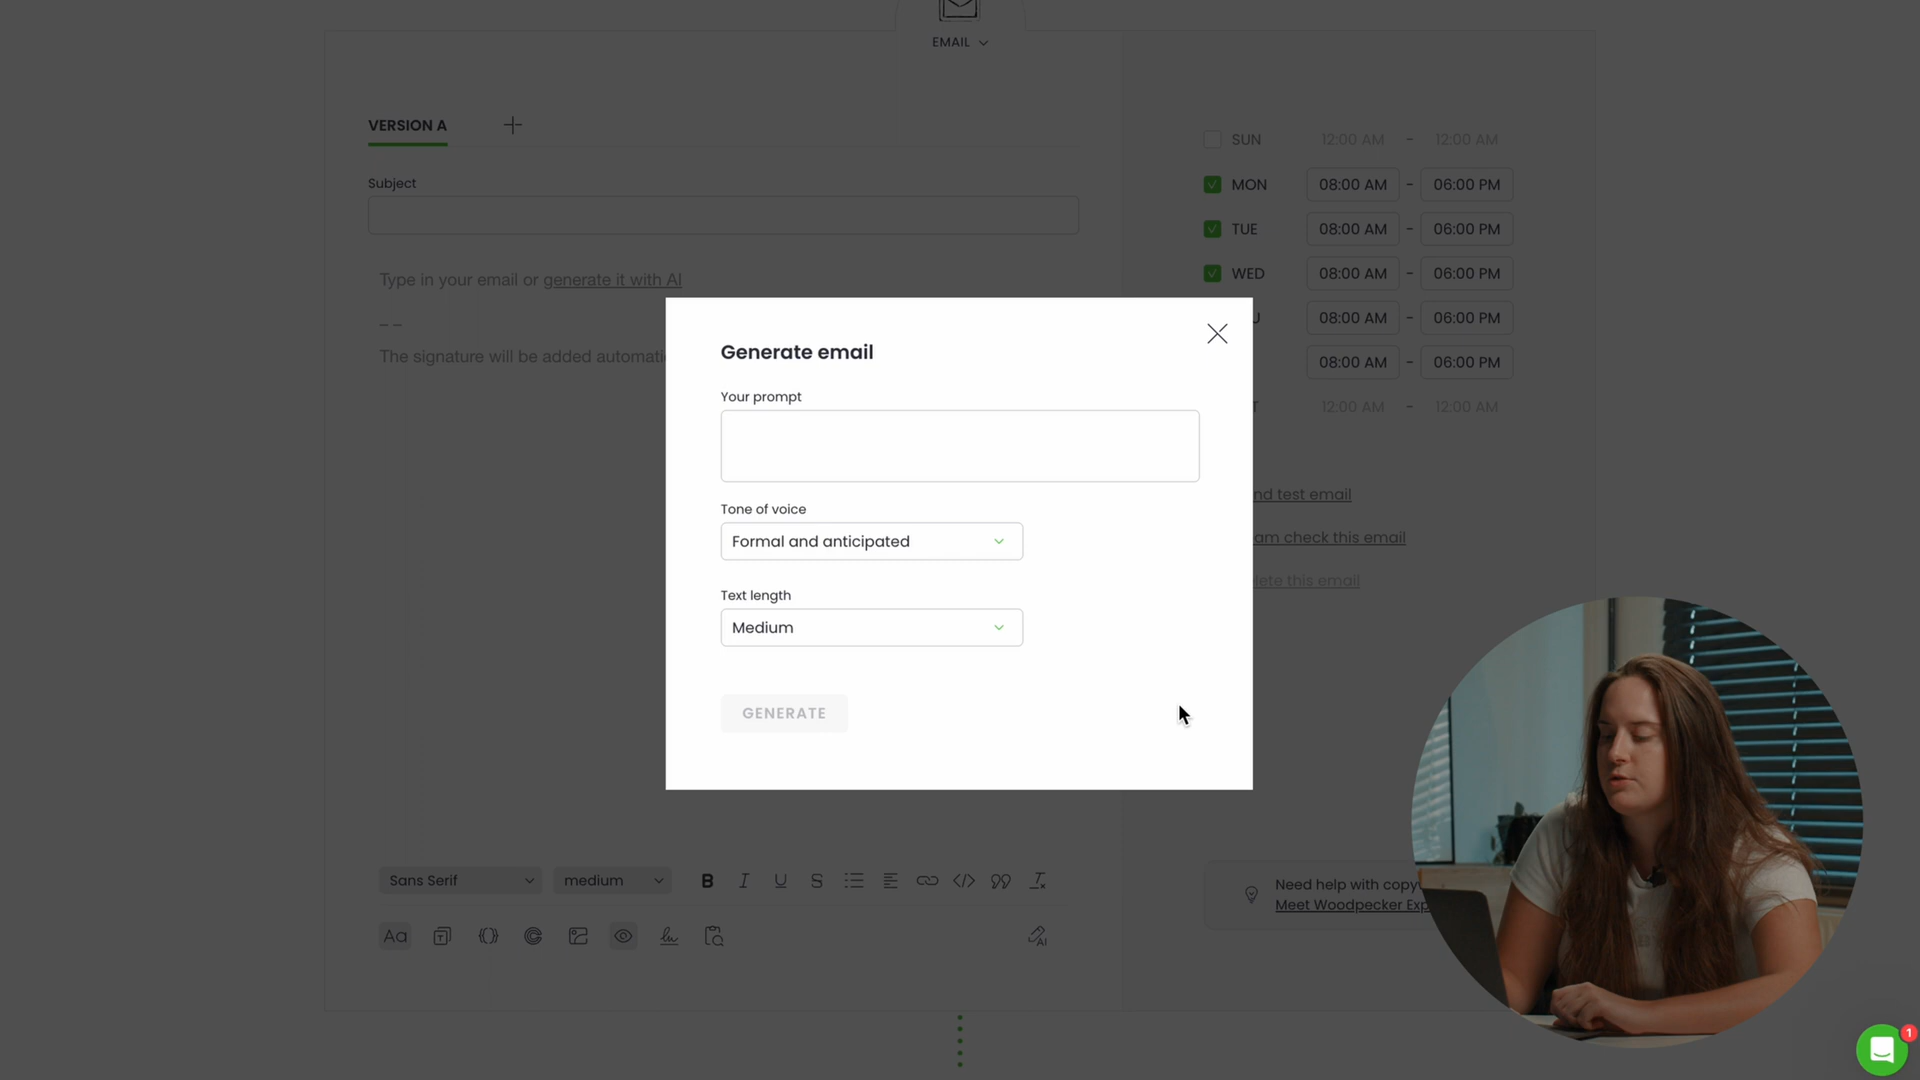 EMAIL
VERSION A
Subject
Type in your email or generate it with AI
– –
The signature will be added automati
SUN 12:00 AM - 12:00 AM
MON 08:00 AM - 06:00 PM
TUE 08:00 AM - 06:00 PM
WED 08:00 AM - 06:00 PM
U 08:00 AM - 06:00 PM
08:00 AM - 06:00 PM
T 12:00 AM - 12:00 AM
Generate email
Your prompt
Tone of voice
Formal and anticipated
Text length
Medium
GENERATE
nd test email
am check this email
lete this email
Sans Serif
medium
B I U S
Aa
AI
Need help with copy
Meet Woodpecker Exp
1